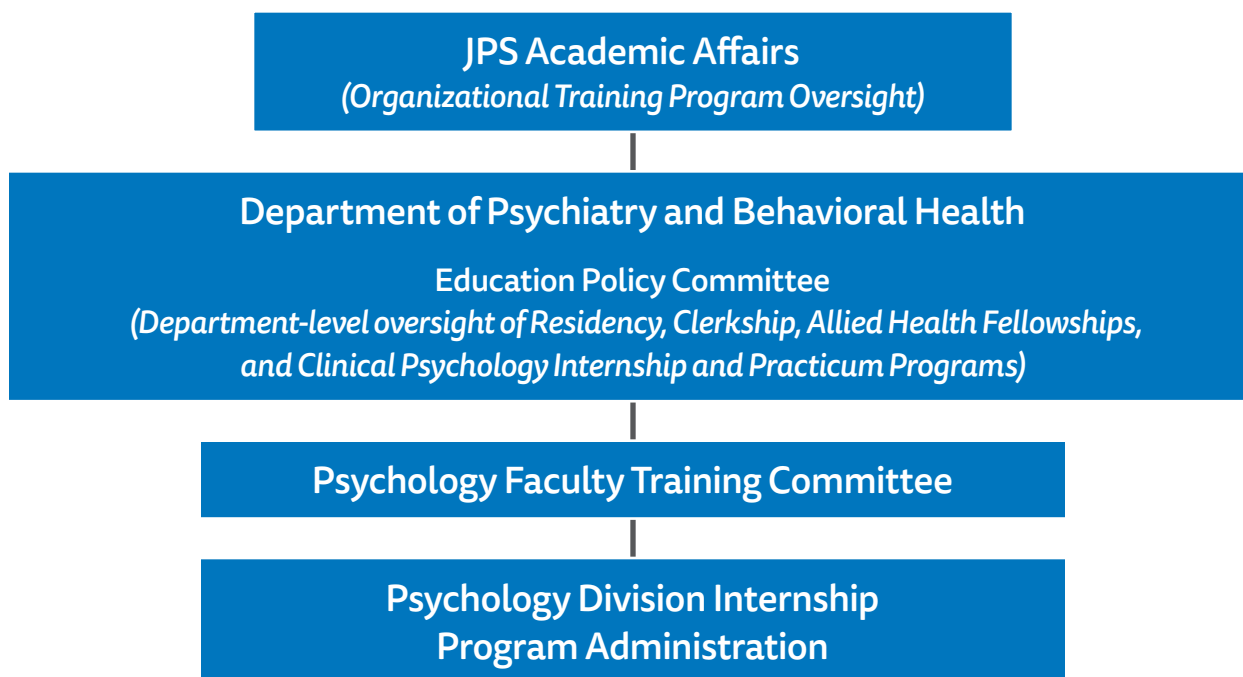 JPS Academic Affairs
(Organizational Training Program Oversight)
Department of Psychiatry and Behavioral Health
Education Policy Committee
(Department-level oversight of Residency, Clerkship, Allied Health Fellowships,
and Clinical Psychology Internship and Practicum Programs)
Psychology Faculty Training Committee
Psychology Division Internship
Program Administration